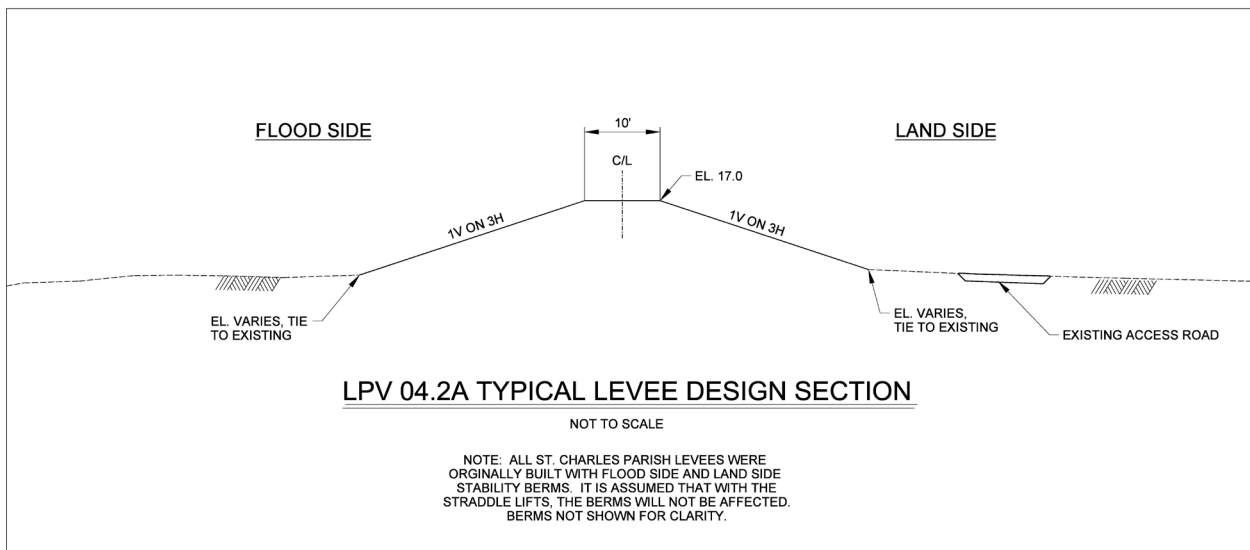 FLOOD SIDE
10'
LAND SIDE
C/L
EL. 17.0
1V ON 3H
1V ON 3H
EL. VARIES, TIE
TO EXISTING
EL. VARIES,
TIE TO EXISTING
EXISTING ACCESS ROAD
LPV 04.2A TYPICAL LEVEE DESIGN SECTION
NOT TO SCALE
NOTE: ALL ST. CHARLES PARISH LEVEES WERE
ORGINALLY BUILT WITH FLOOD SIDE AND LAND SIDE
STABILITY BERMS. IT IS ASSUMED THAT WITH THE
STRADDLE LIFTS, THE BERMS WILL NOT BE AFFECTED.
BERMS NOT SHOWN FOR CLARITY.